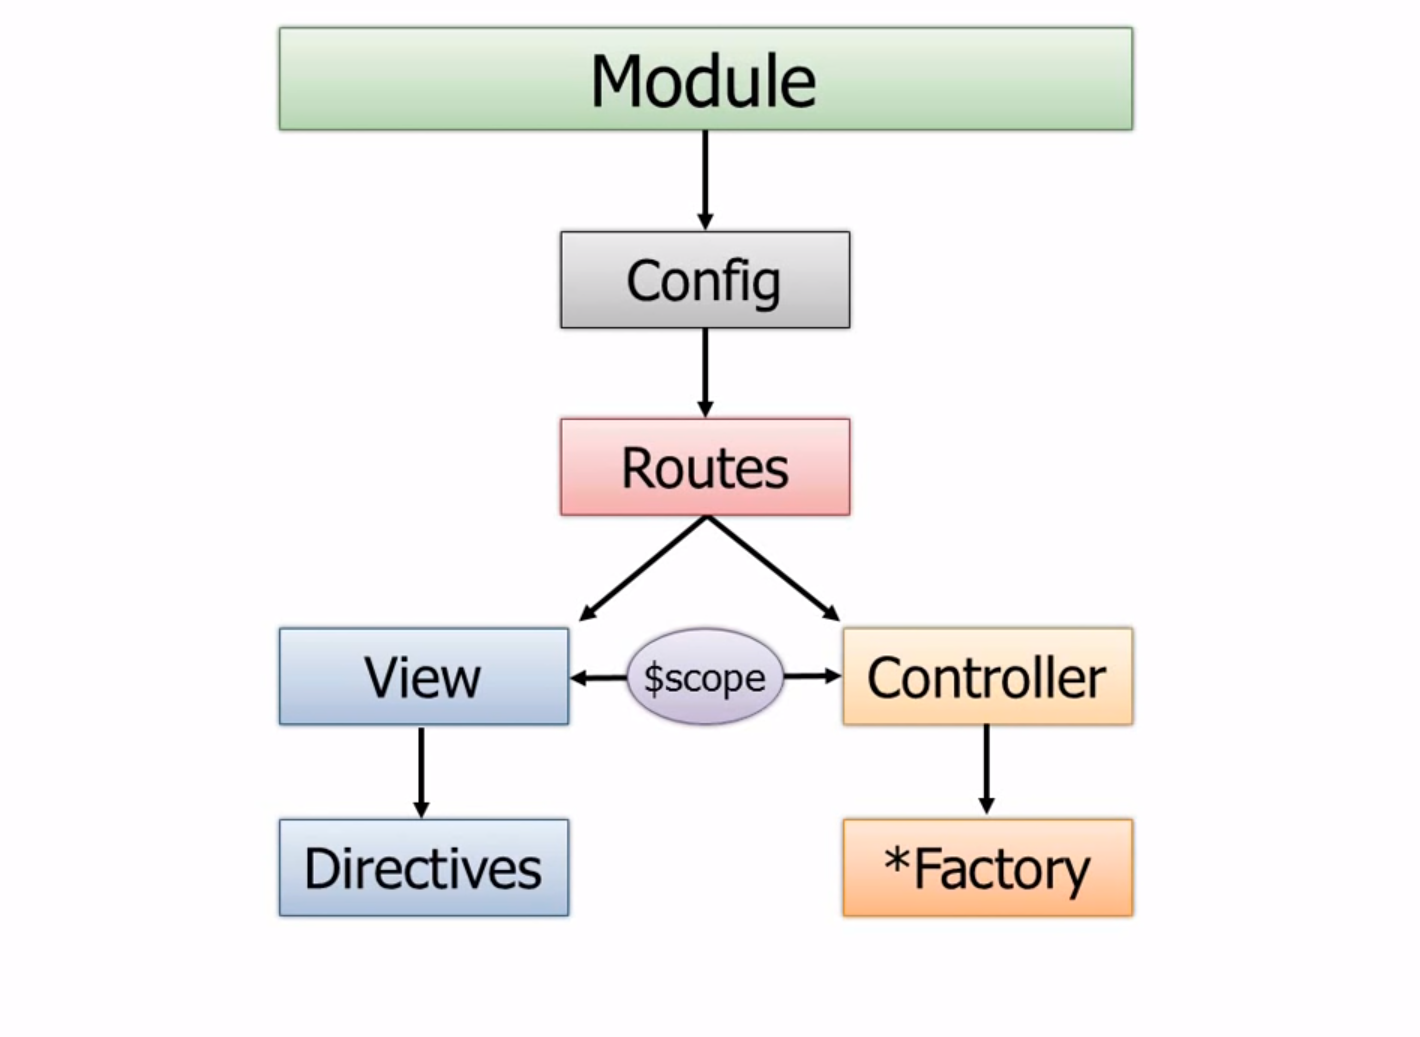 Module
Config
Routes
View
$scope
Controller
Directives
*Factory